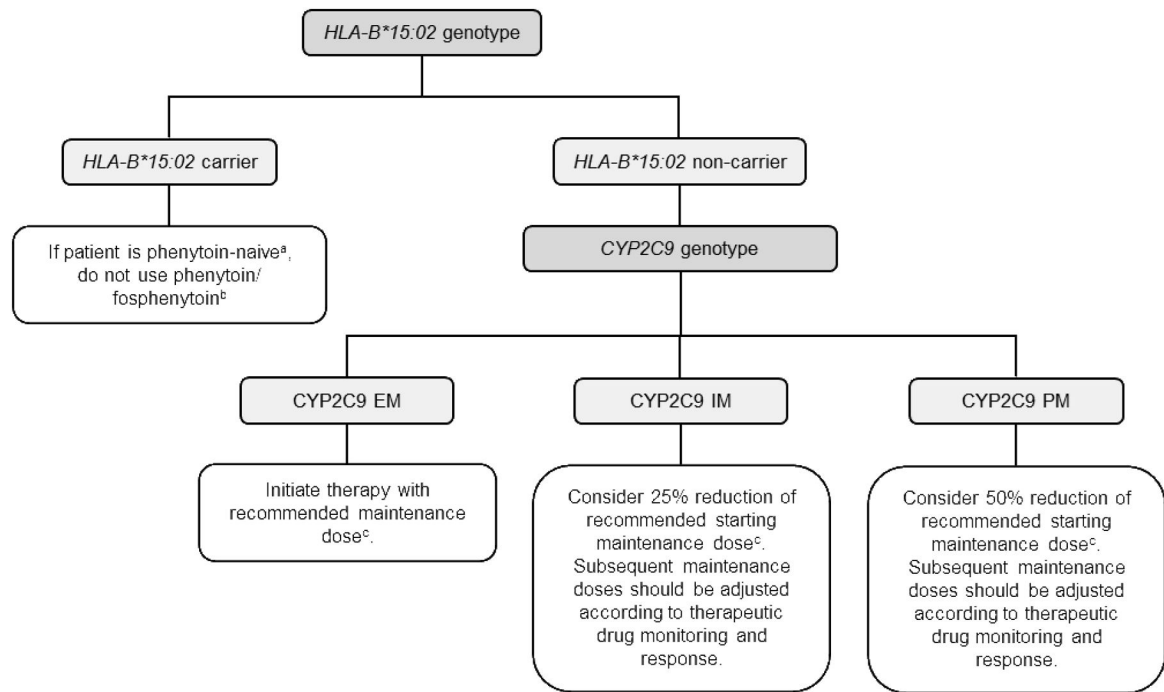 HLA-B*15:02 genotype
HLA-B*15:02 carrier
HLA-B*15:02 non-carrier
If patient is phenytoin-naiveᵃ,
do not use phenytoin/
fosphenytoinᵇ
CYP2C9 genotype
CYP2C9 EM
CYP2C9 IM
CYP2C9 PM
Initiate therapy with
recommended maintenance
doseᶜ.
Consider 25% reduction of
recommended starting
maintenance doseᶜ.
Subsequent maintenance
doses should be adjusted
according to therapeutic
drug monitoring and
response.
Consider 50% reduction of
recommended starting
maintenance doseᶜ.
Subsequent maintenance
doses should be adjusted
according to therapeutic
drug monitoring and
response.